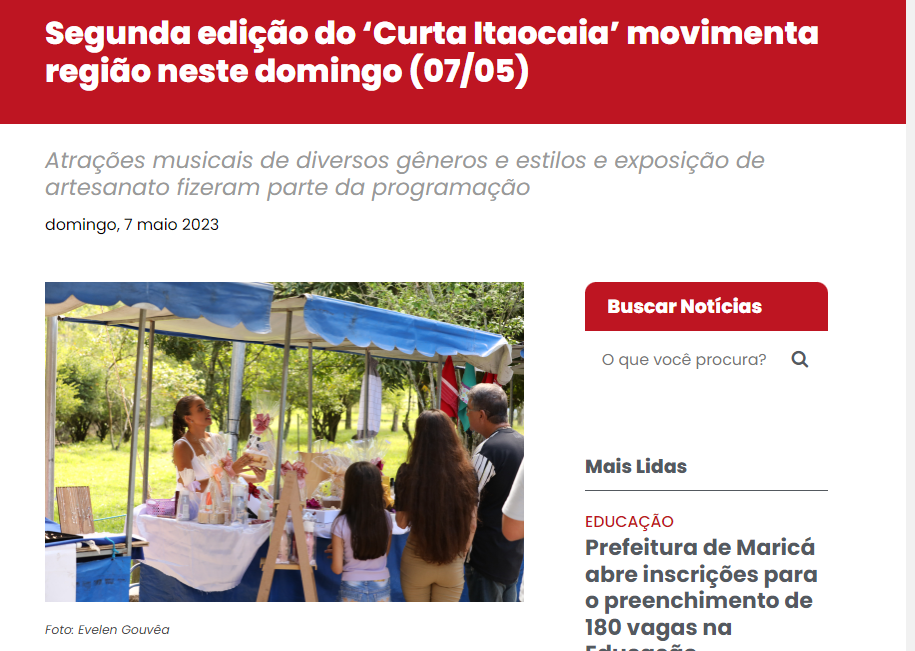 Segunda edição do ‘Curta Itaocaia’ movimenta
região neste domingo (07/05)
Atrações musicais de diversos gêneros e estilos e exposição de
artesanato fizeram parte da programação
domingo, 7 maio 2023
Foto: Evelen Gouvêa
Buscar Notícias
O que você procura?
Mais Lidas
EDUCAÇÃO
Prefeitura de Maricá
abre inscrições para
o preenchimento de
180 vagas na
Educação